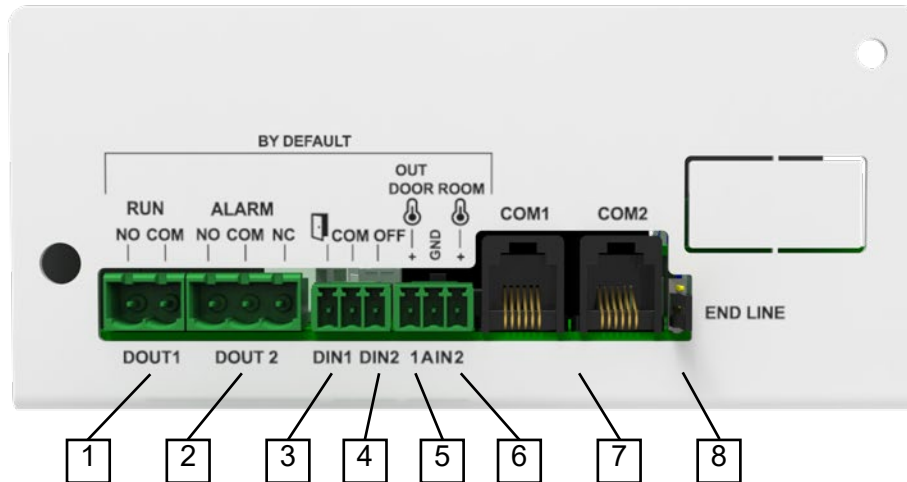 BY DEFAULT
OUT
DOOR ROOM
RUN ALARM
COM1 COM2
NO COM NO COM NC
COM OFF
+ GND +
END LINE
DOUT1 DOUT 2 DIN1 DIN2 1AIN2
1 2 3 4 5 6 7 8